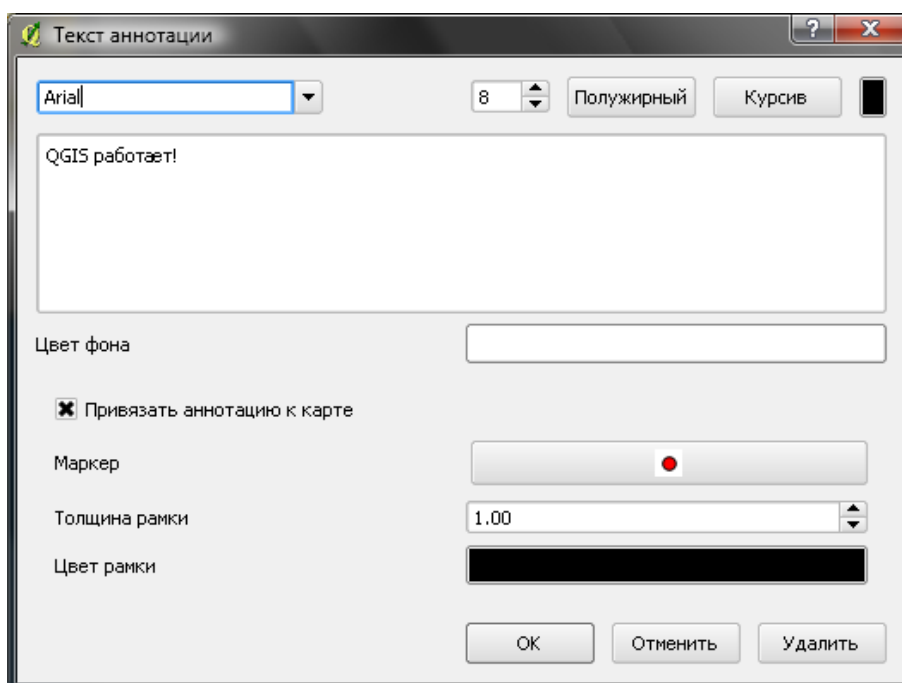 Текст аннотации ?
Arial 8 Полужирный Курсив
QGIS работает!
Цвет фона
Привязать аннотацию к карте
Маркер
Толщина рамки 1.00
Цвет рамки
OK Отменить Удалить